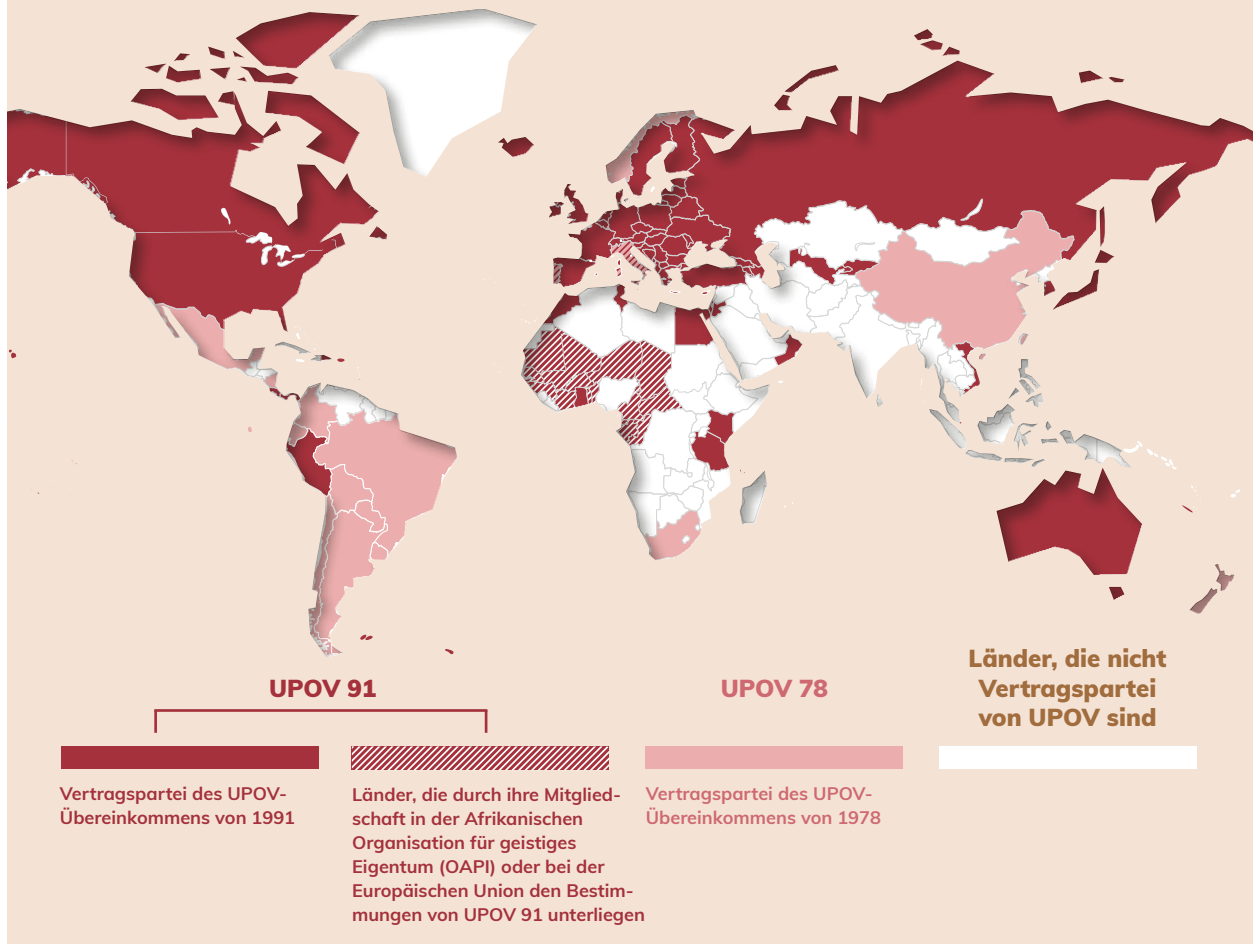 UPOV 91
UPOV 78
Länder, die nicht
Vertragspartei
von UPOV sind
Vertragspartei des UPOV-
Übereinkommens von 1991
Länder, die durch ihre Mitglied-
schaft in der Afrikanischen
Organisation für geistiges
Eigentum (OAPI) oder bei der
Europäischen Union den Bestim-
mungen von UPOV 91 unterliegen
Vertragspartei des UPOV-
Übereinkommens von 1978